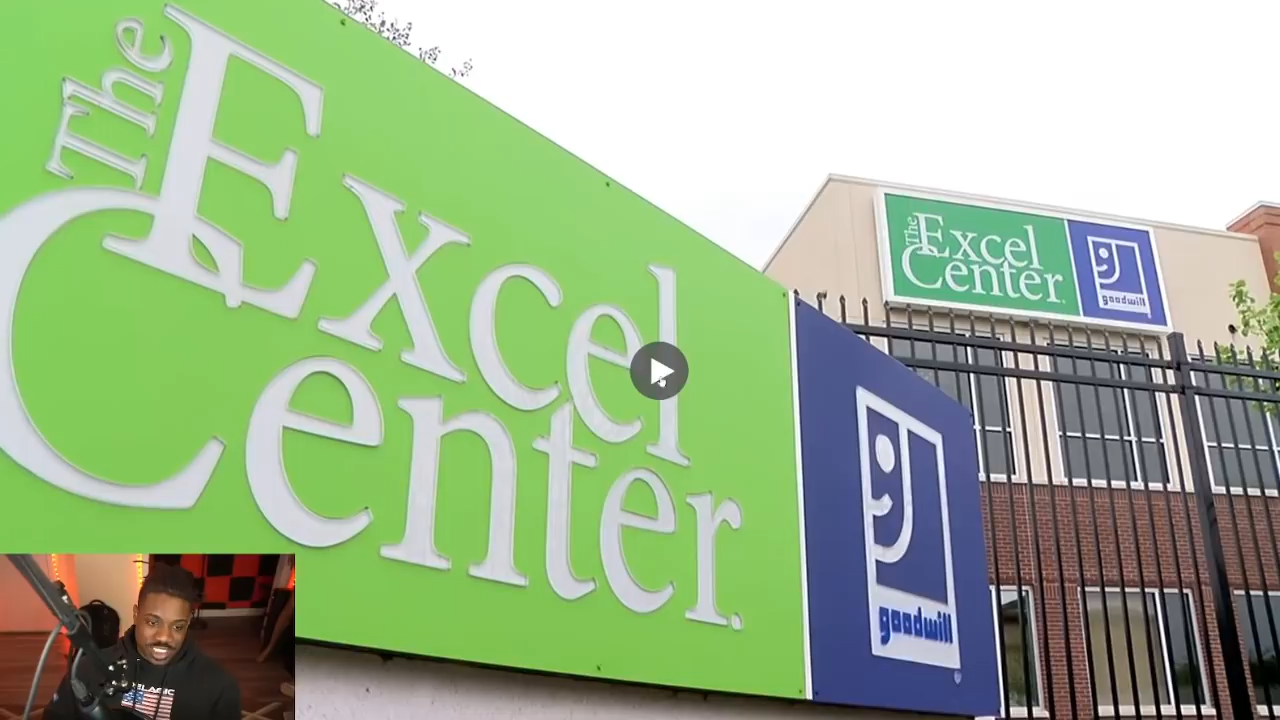 The
Excel
Center.
goodwill
The
Excel
Center
goodwill